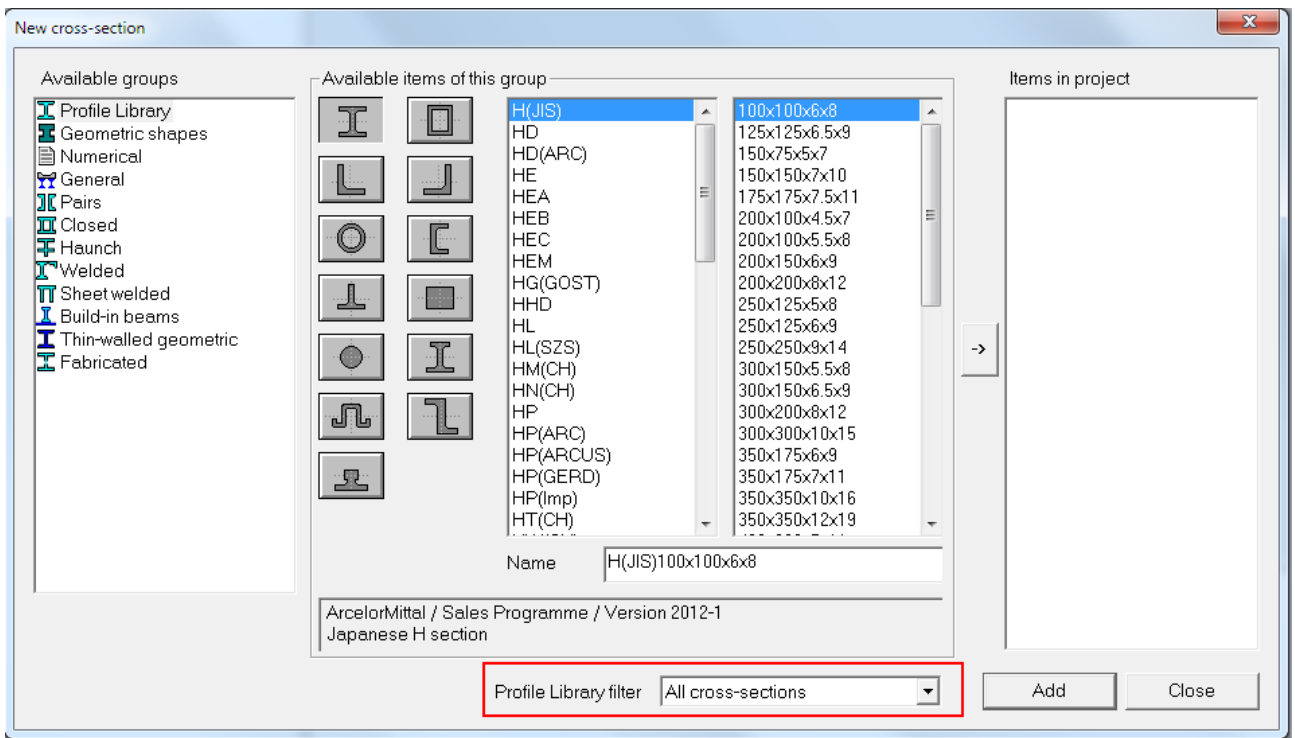 New cross-section
Available groups
Profile Library
Geometric shapes
Numerical
General
Pairs
Closed
Haunch
Welded
Sheet welded
Build-in beams
Thin-walled geometric
Fabricated
Available items of this group
H(JIS)
HD
HD(ARC)
HE
HEA
HEB
HEC
HEM
HG(GOST)
HHD
HL
HL(SZS)
HM(CH)
HN(CH)
HP
HP(ARC)
HP(ARCUS)
HP(GERD)
HP(Imp)
HT(CH)
100x100x6x8
125x125x6.5x9
150x75x5x7
150x150x7x10
175x175x7.5x11
200x100x4.5x7
200x100x5.5x8
200x150x6x9
200x200x8x12
250x125x5x8
250x125x6x9
250x250x9x14
300x150x5.5x8
300x150x6.5x9
300x200x8x12
300x300x10x15
350x175x6x9
350x175x7x11
350x350x10x16
350x350x12x19
Name
H(JIS)100x100x6x8
ArcelorMittal / Sales Programme / Version 2012-1
Japanese H section
Profile Library filter
All cross-sections
->
Items in project
Add
Close